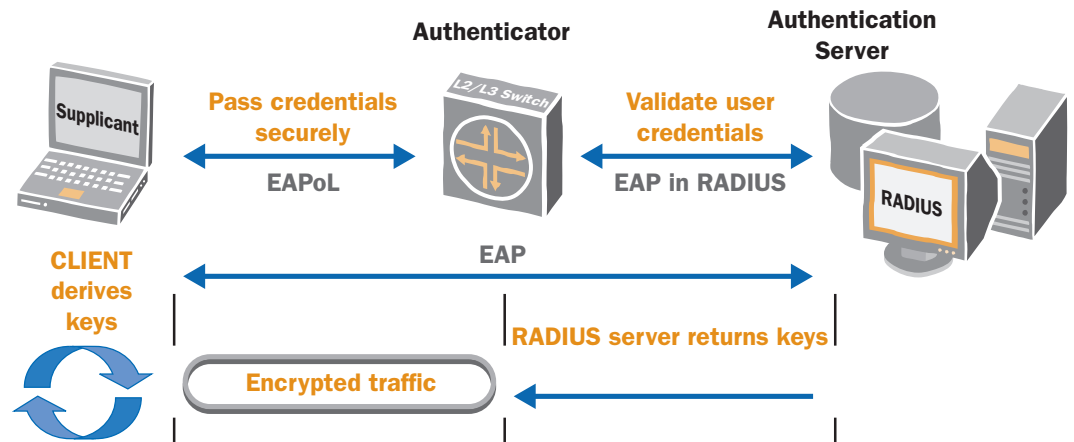 Authenticator
Authentication
Server
Supplicant
Pass credentials
securely
EAPoL
L2/L3 Switch
Validate user
credentials
EAP in RADIUS
RADIUS
CLIENT
derives
keys
EAP
RADIUS server returns keys
Encrypted traffic